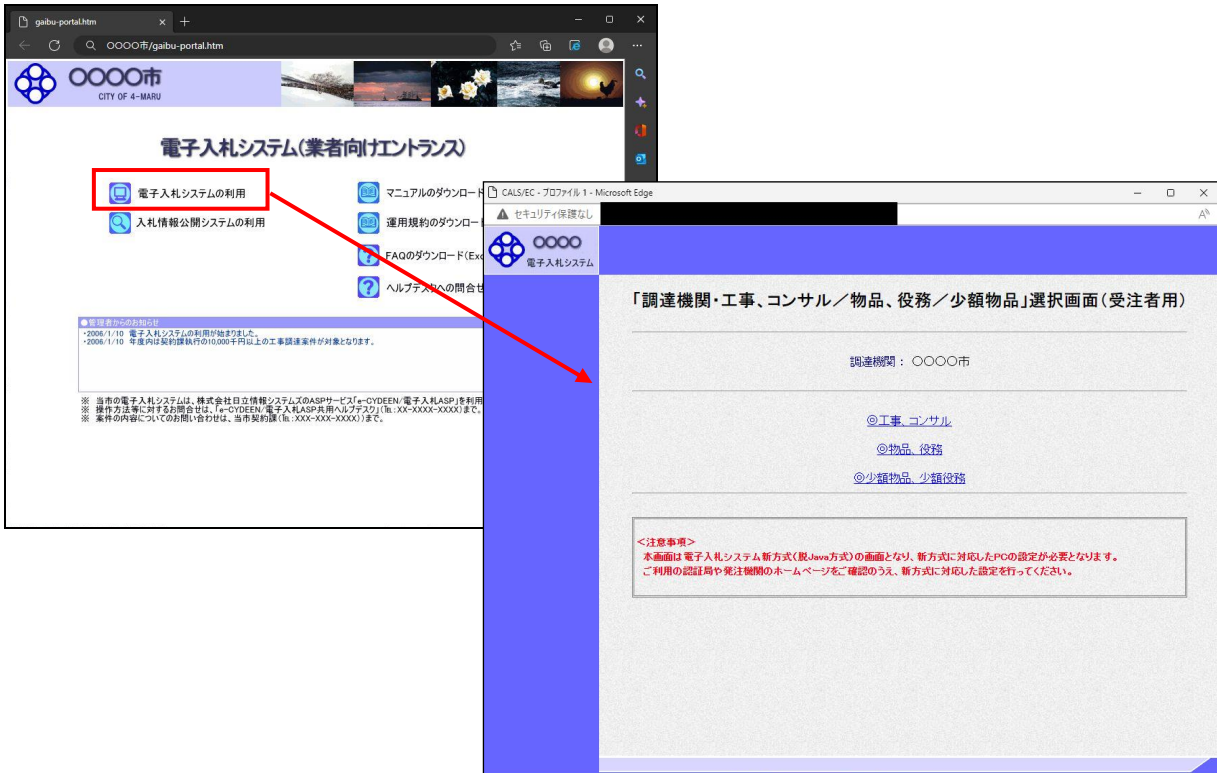 gaibu-portal.htm
〇〇〇〇市/gaibu-portal.htm
〇〇〇〇市
CITY OF 4-MARU
電子入札システム(業者向けエントランス)
電子入札システムの利用
マニュアルのダウンロード
入札情報公開システムの利用
運用規約のダウンロード
FAQのダウンロード(Exc
ヘルプデスクへの問合せ
●管理者からのお知らせ
・2006/1/10 電子入札システムの利用が始まりました。
・2006/1/10 年度内は契約課執行の10,000千円以上の工事調達案件が対象となります。
※ 当市の電子入札システムは、株式会社日立情報システムズのASPサービス「e-CYDEEN/電子入札ASP」を利用
※ 操作方法等に対するお問合せは、「e-CYDEEN/電子入札ASP共用ヘルプデスク」(℡:XX-XXXX-XXXX)まで。
※ 案件の内容についてのお問い合わせは、当市契約課(℡:XXX-XXX-XXXX))まで。
CALS/EC - プロファイル 1 - Microsoft Edge
セキュリティ保護なし
〇〇〇〇
電子入札システム
「調達機関・工事、コンサル/物品、役務/少額物品」選択画面(受注者用)
調達機関: 〇〇〇〇市
◎工事、コンサル
◎物品、役務
◎少額物品、少額役務
<注意事項>
本画面は電子入札システム新方式(脱Java方式)の画面となり、新方式に対応したPCの設定が必要となります。
ご利用の認証局や発注機関のホームページをご確認のうえ、新方式に対応した設定を行ってください。